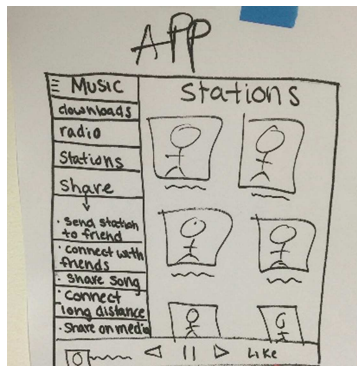 APP
MUSIC
downloads
radio
Stations
Share
· Send station
to friend
· connect with
friends
· Share song
· Connect
long distance
· Share on media
Stations
LIKE